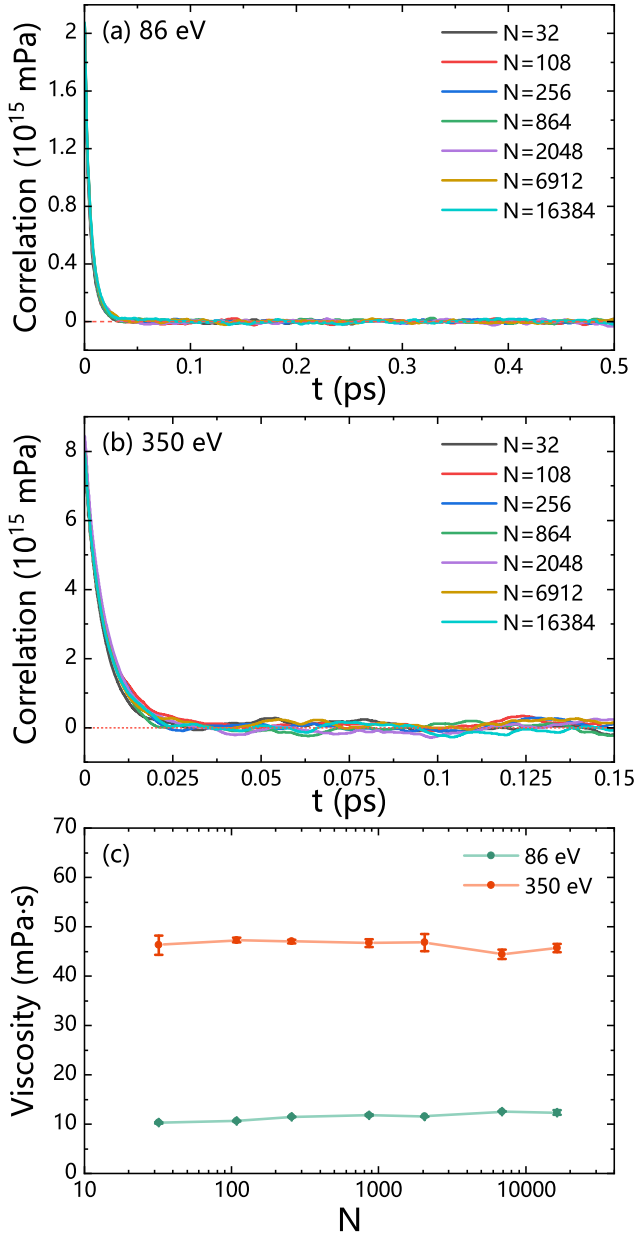 (a) 86 eV
N=32
N=108
N=256
N=864
N=2048
N=6912
N=16384
Correlation (10¹⁵ mPa)
2
1.6
1.2
0.8
0.4
0
0 0.1 0.2 0.3 0.4 0.5
t (ps)
(b) 350 eV
N=32
N=108
N=256
N=864
N=2048
N=6912
N=16384
Correlation (10¹⁵ mPa)
8
6
4
2
0
0 0.025 0.05 0.075 0.1 0.125 0.15
t (ps)
(c)
86 eV
350 eV
Viscosity (mPa·s)
70
60
50
40
30
20
10
0
10 100 1000 10000
N